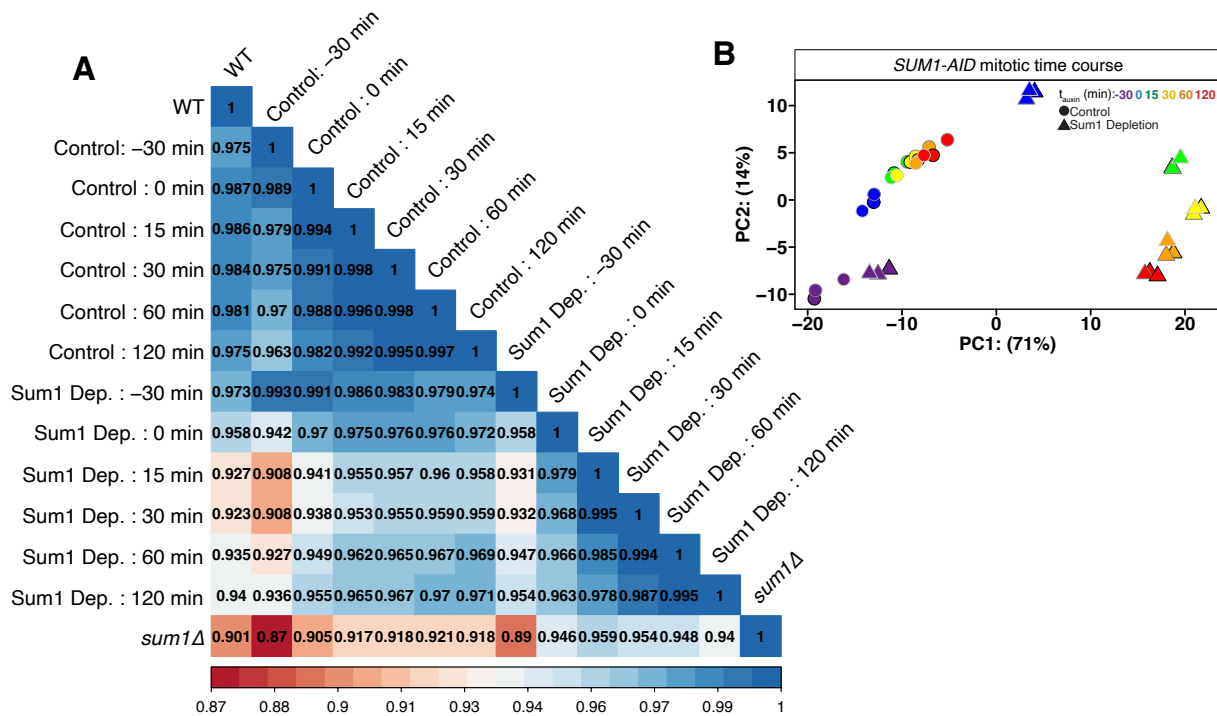 A
WT
Control: −30 min
Control : 0 min
Control : 15 min
Control : 30 min
Control : 60 min
Control : 120 min
Sum1 Dep. : −30 min
Sum1 Dep. : 0 min
Sum1 Dep. : 15 min
Sum1 Dep. : 30 min
Sum1 Dep. : 60 min
Sum1 Dep. : 120 min
sum1Δ
WT 1
Control: −30 min 0.975 1
Control : 0 min 0.987 0.989 1
Control : 15 min 0.986 0.979 0.994 1
Control : 30 min 0.984 0.975 0.991 0.998 1
Control : 60 min 0.981 0.97 0.988 0.996 0.998 1
Control : 120 min 0.975 0.963 0.982 0.992 0.995 0.997 1
Sum1 Dep. : −30 min 0.973 0.993 0.991 0.986 0.983 0.979 0.974 1
Sum1 Dep. : 0 min 0.958 0.942 0.97 0.975 0.976 0.976 0.972 0.958 1
Sum1 Dep. : 15 min 0.927 0.908 0.941 0.955 0.957 0.96 0.958 0.931 0.979 1
Sum1 Dep. : 30 min 0.923 0.908 0.938 0.953 0.955 0.959 0.959 0.932 0.968 0.995 1
Sum1 Dep. : 60 min 0.935 0.927 0.949 0.962 0.965 0.967 0.969 0.947 0.966 0.985 0.994 1
Sum1 Dep. : 120 min 0.94 0.936 0.955 0.965 0.967 0.97 0.971 0.954 0.963 0.978 0.987 0.995 1
sum1Δ 0.901 0.87 0.905 0.917 0.918 0.921 0.918 0.89 0.946 0.959 0.954 0.948 0.94 1
0.87 0.88 0.9 0.91 0.93 0.94 0.96 0.97 0.99 1
B
SUM1-AID mitotic time course
tauxin (min):-30 0 15 30 60 120
Control
Sum1 Depletion
PC2: (14%)
10
5
0
−5
−10
−20 −10 0 10 20
PC1: (71%)